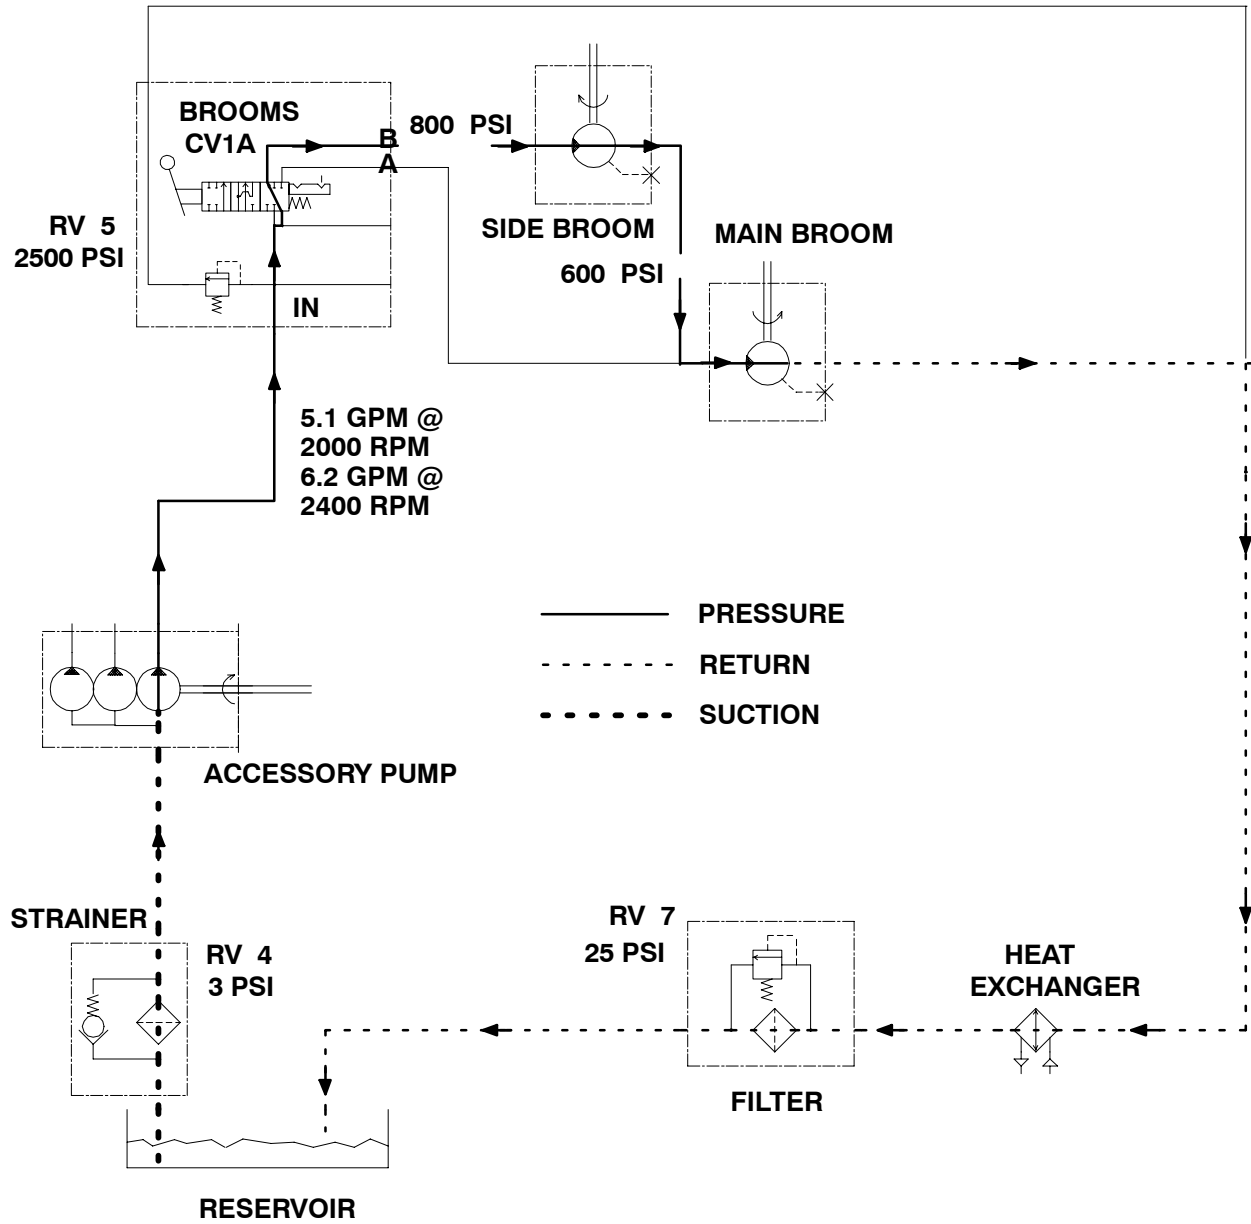 BROOMS
CV1A
B
A
800 PSI
RV 5
2500 PSI
IN
SIDE BROOM
MAIN BROOM
600 PSI
5.1 GPM @
2000 RPM
6.2 GPM @
2400 RPM
PRESSURE
RETURN
SUCTION
ACCESSORY PUMP
STRAINER
RV 4
3 PSI
RV 7
25 PSI
HEAT
EXCHANGER
FILTER
RESERVOIR